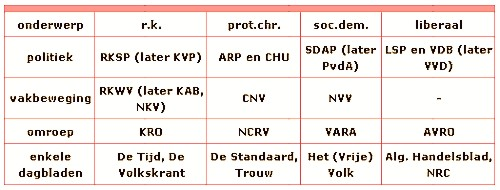 onderwerp r.k. prot.chr. soc.dem. liberaal
politiek RKSP (later KVP) ARP en CHU SDAP (later PvdA) LSP en VDB (later VVD)
vakbeweging RKWV (later KAB, NKV) CNV NVV -
omroep KRO NCRV VARA AVRO
enkele dagbladen De Tijd, De Volkskrant De Standaard, Trouw Het (Vrije) Volk Alg. Handelsblad, NRC